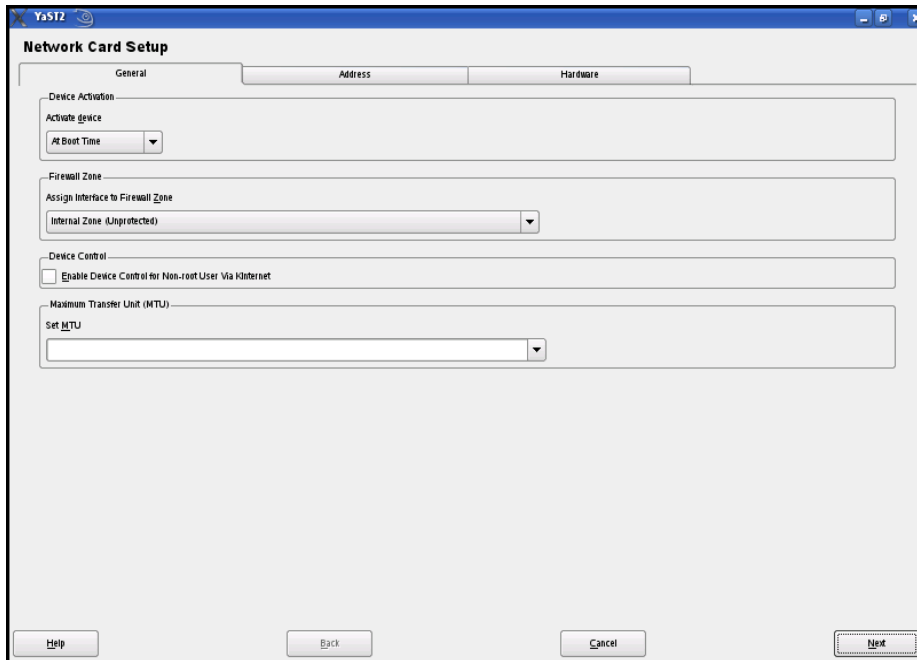 YaST2
Network Card Setup
General Address Hardware
Device Activation
Activate device
At Boot Time
Firewall Zone
Assign Interface to Firewall Zone
Internal Zone (Unprotected)
Device Control
Enable Device Control for Non-root User Via KInternet
Maximum Transfer Unit (MTU)
Set MTU
Help Back Cancel Next